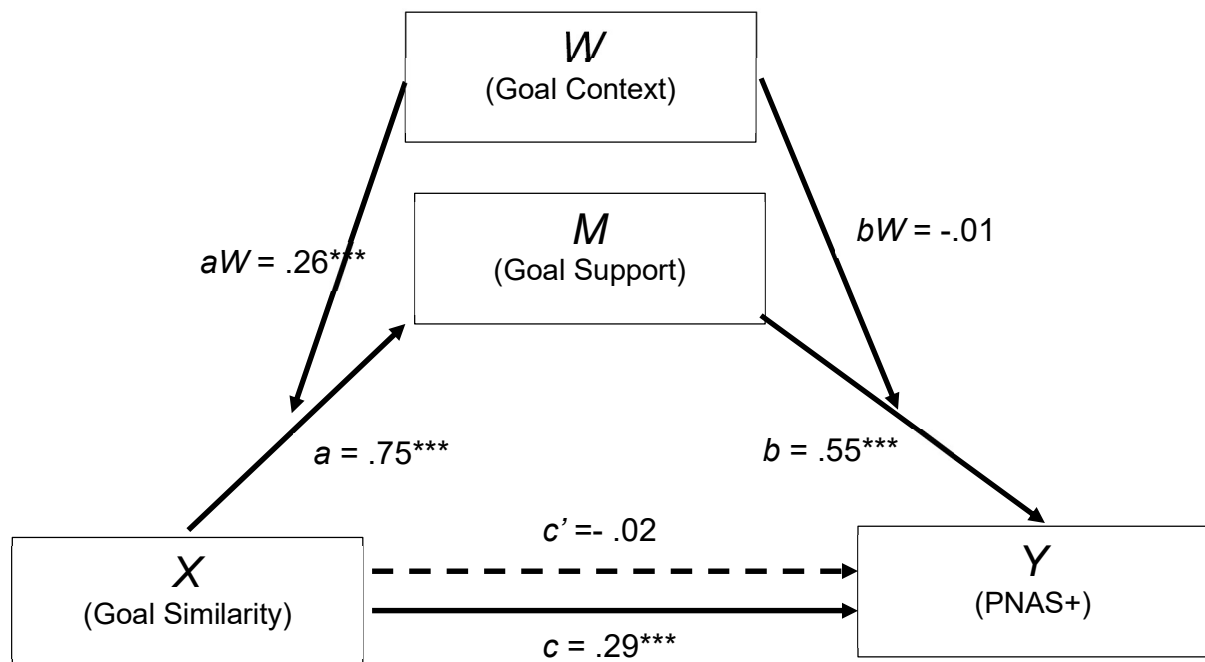 W
(Goal Context)
M
(Goal Support)
aW = .26***
bW = -.01
a = .75***
b = .55***
c’ =- .02
X
(Goal Similarity)
Y
(PNAS+)
c = .29***